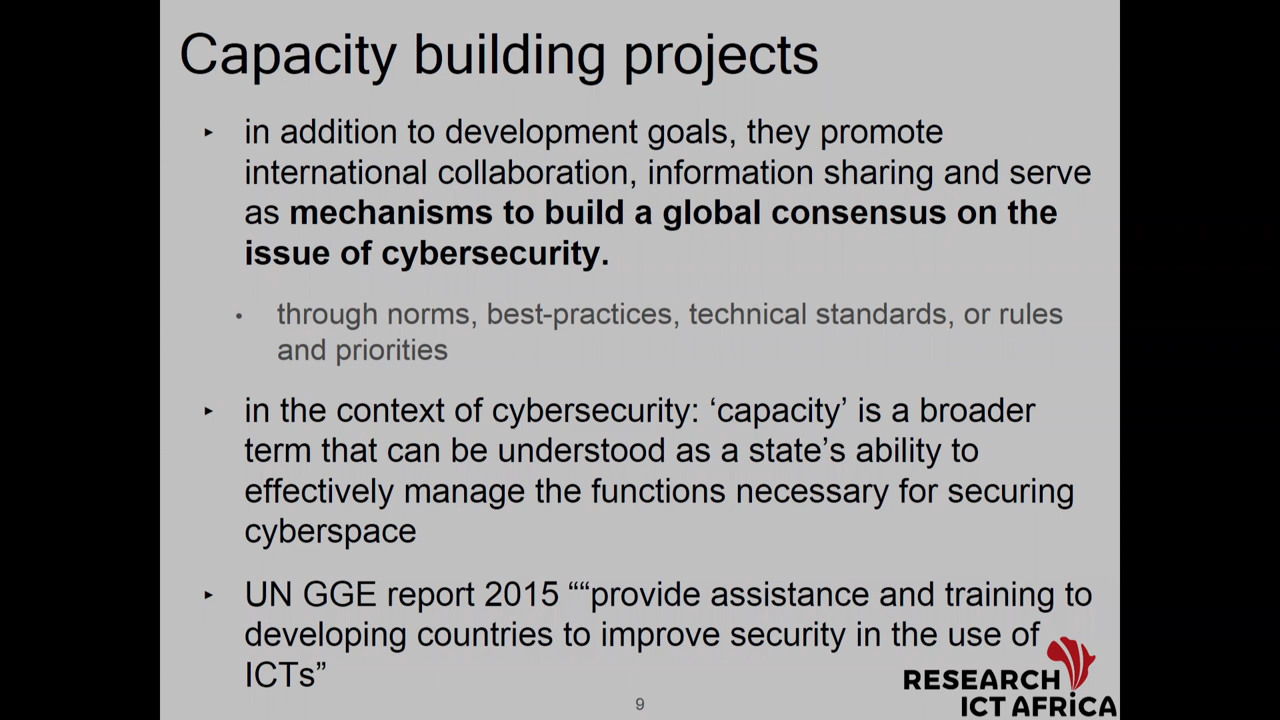 Capacity building projects
‣ in addition to development goals, they promote
international collaboration, information sharing and serve
as mechanisms to build a global consensus on the
issue of cybersecurity.
• through norms, best-practices, technical standards, or rules
and priorities
‣ in the context of cybersecurity: ‘capacity’ is a broader
term that can be understood as a state’s ability to
effectively manage the functions necessary for securing
cyberspace
‣ UN GGE report 2015 ““provide assistance and training to
developing countries to improve security in the use of
ICTs”
RESEARCH
ICT AFRiCA
9